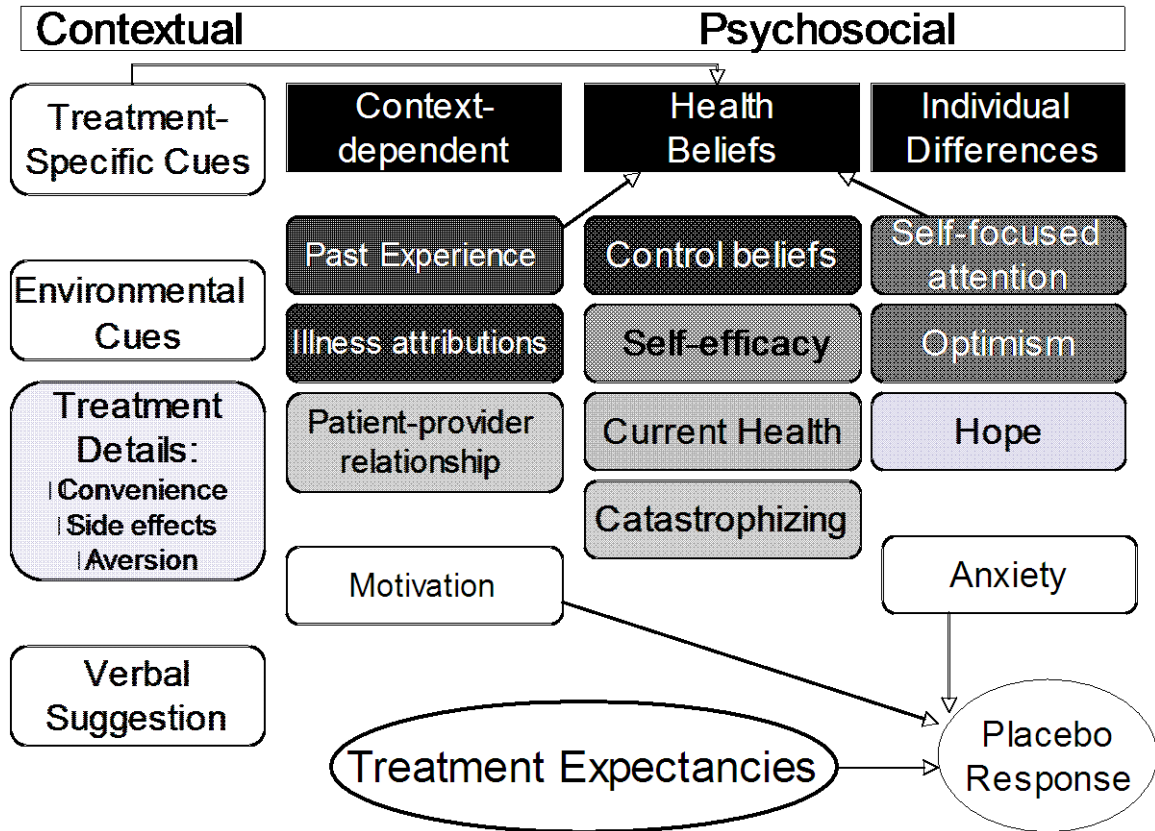 Contextual Psychosocial
Treatment-
Specific Cues
Context-
dependent
Health
Beliefs
Individual
Differences
Environmental
Cues
Treatment
Details:
Convenience
Side effects
Aversion
Verbal
Suggestion
Past Experience
Illness attributions
Patient-provider
relationship
Motivation
Control beliefs
Self-efficacy
Current Health
Catastrophizing
Self-focused
attention
Optimism
Hope
Anxiety
Treatment Expectancies
Placebo
Response